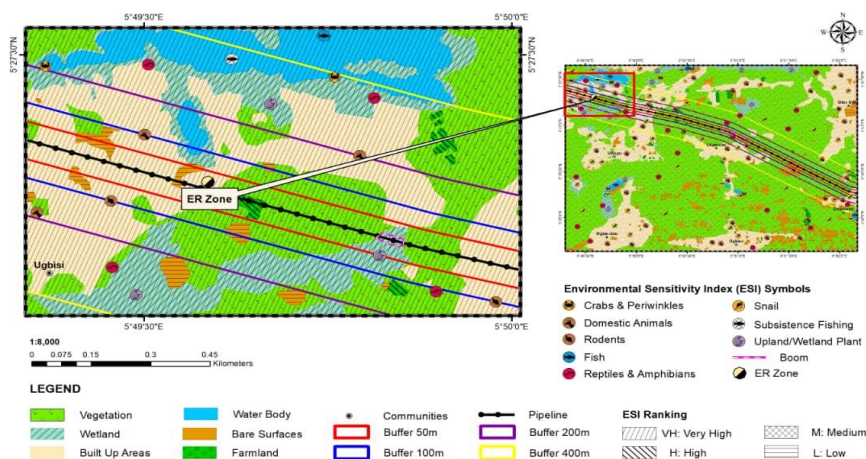 5°49'30"E
5°50'0"E
5°27'30"N
5°27'30"N
N
W
E
S
ER Zone
Ugbisi
5°49'30"E
5°50'0"E
1:8,000
0 0.075 0.15 0.3 0.45
Kilometers
Environmental Sensitivity Index (ESI) Symbols
Crabs & Periwinkles
Snail
Domestic Animals
Subsistence Fishing
Rodents
Upland/Wetland Plant
Fish
Boom
Reptiles & Amphibians
ER Zone
LEGEND
Vegetation
Water Body
Communities
Pipeline
ESI Ranking
Wetland
Bare Surfaces
Buffer 50m
Buffer 200m
VH: Very High
M: Medium
Built Up Areas
Farmland
Buffer 100m
Buffer 400m
H: High
L: Low